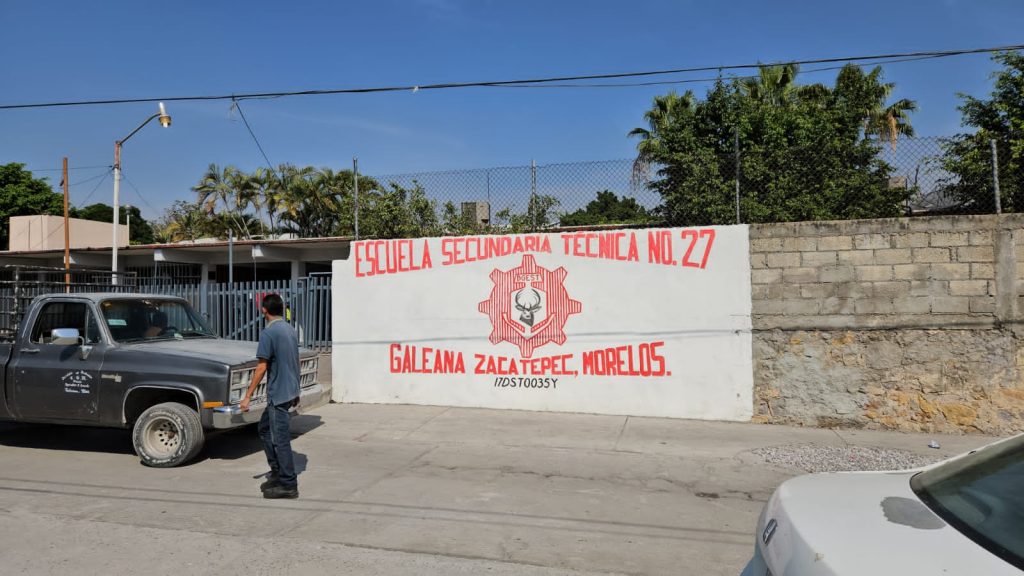 ESCUELA SECUNDARIA TÉCNICA NO. 27
GALEANA ZACATEPEC, MORELOS.
17DST0035Y